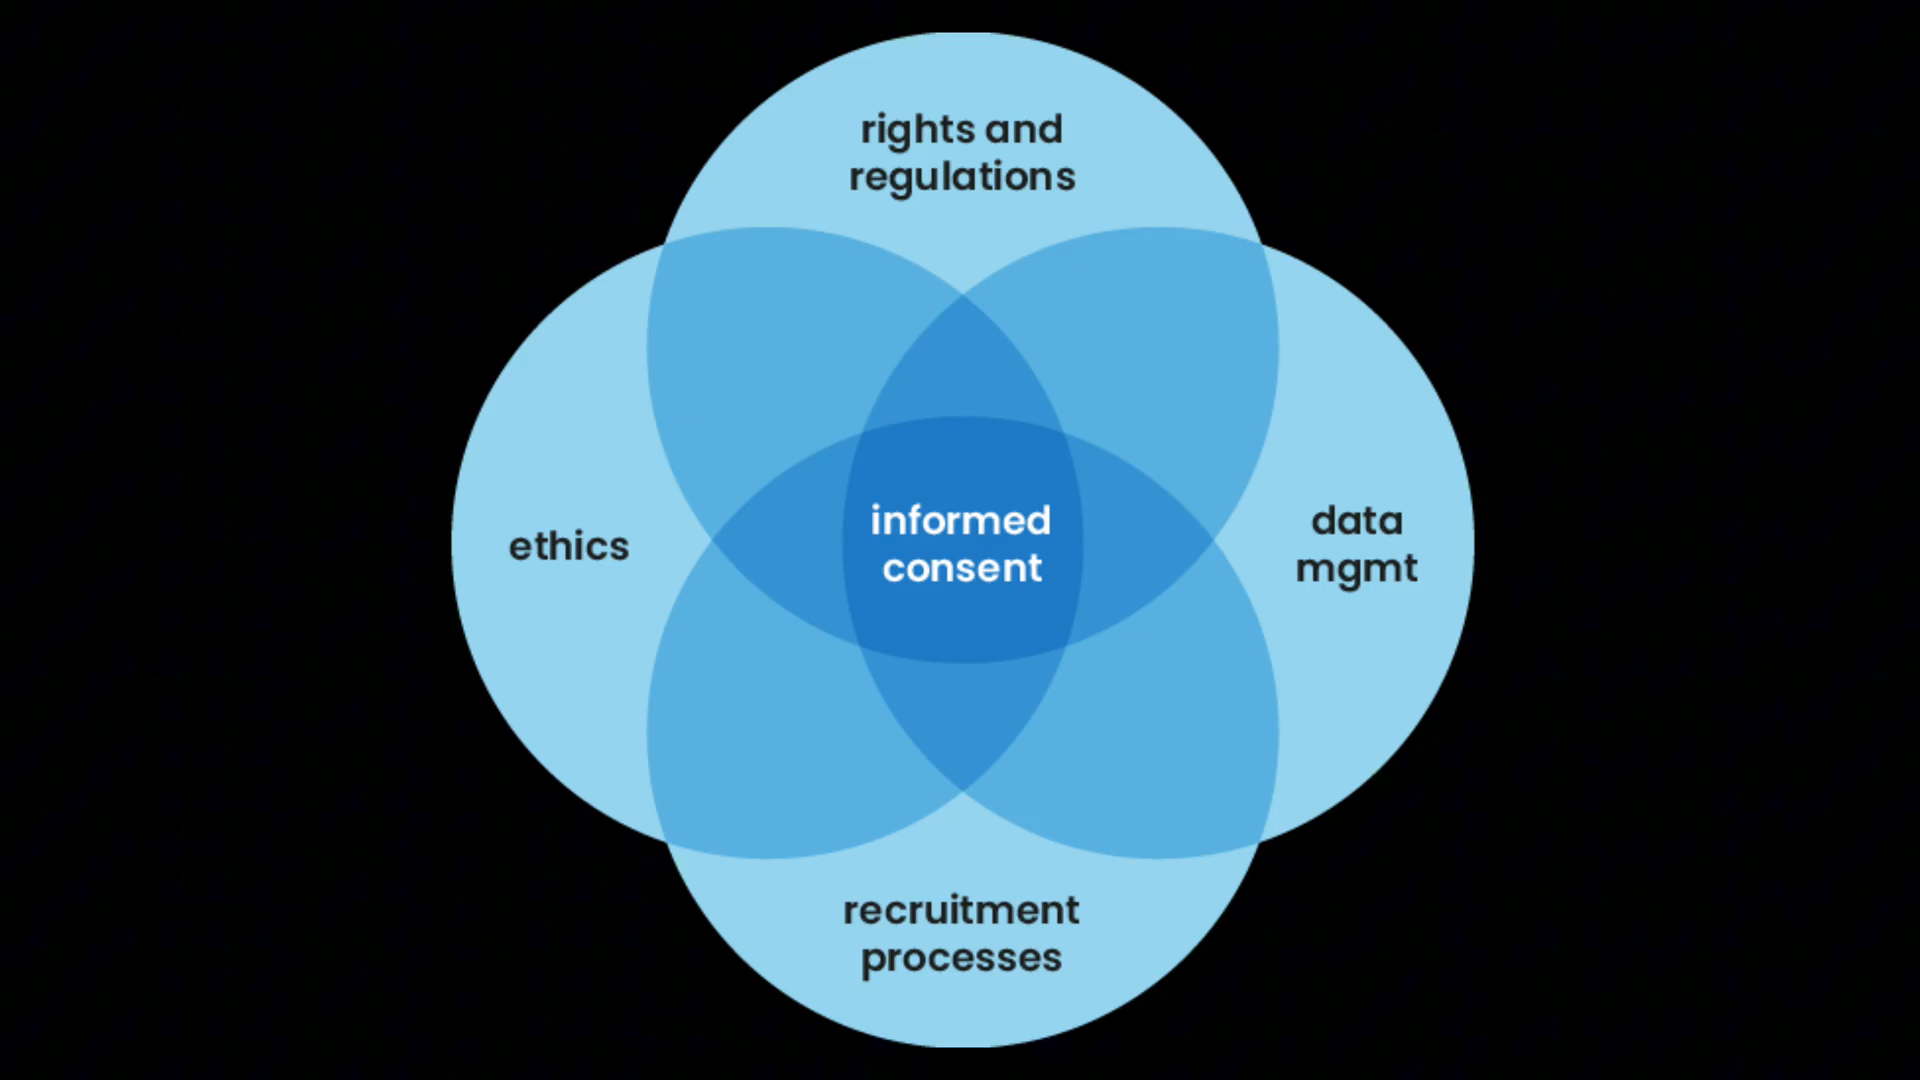 rights and
regulations
ethics
informed
consent
data
mgmt
recruitment
processes